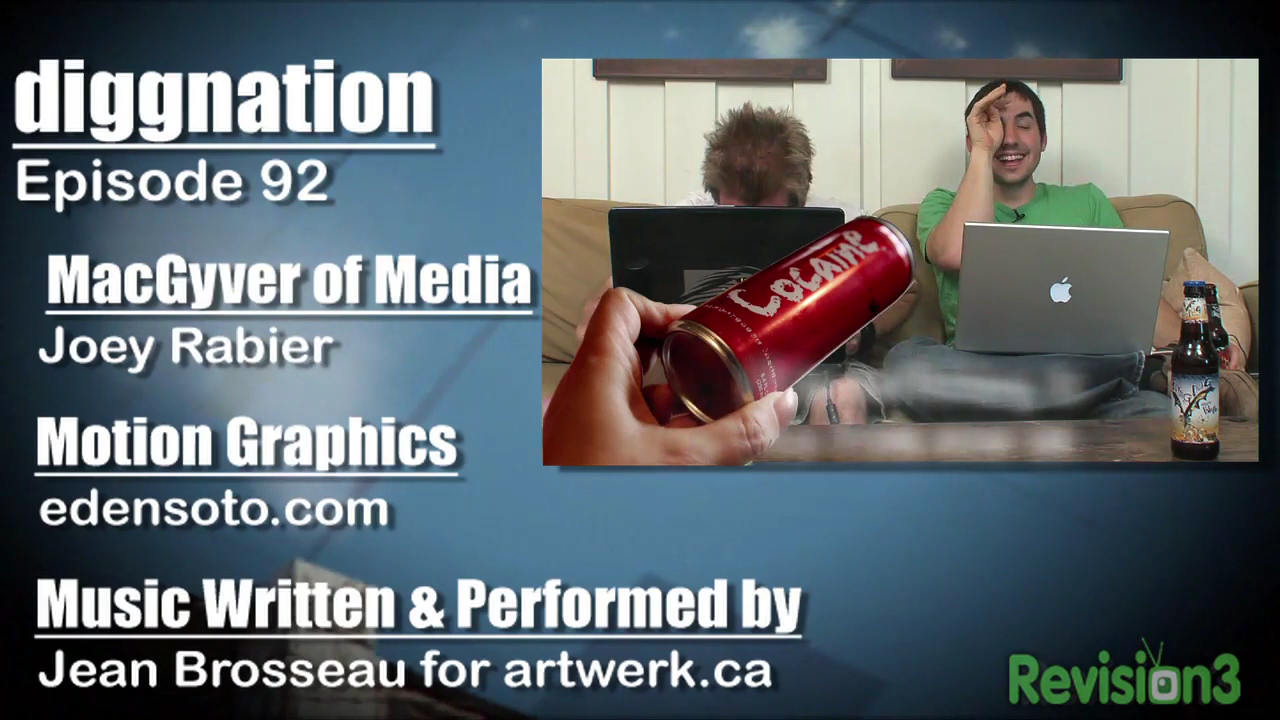 diggnation
Episode 92
MacGyver of Media
Joey Rabier
Motion Graphics
edensoto.com
Music Written & Performed by
Jean Brosseau for artwerk.ca
Cocaine
Revision3